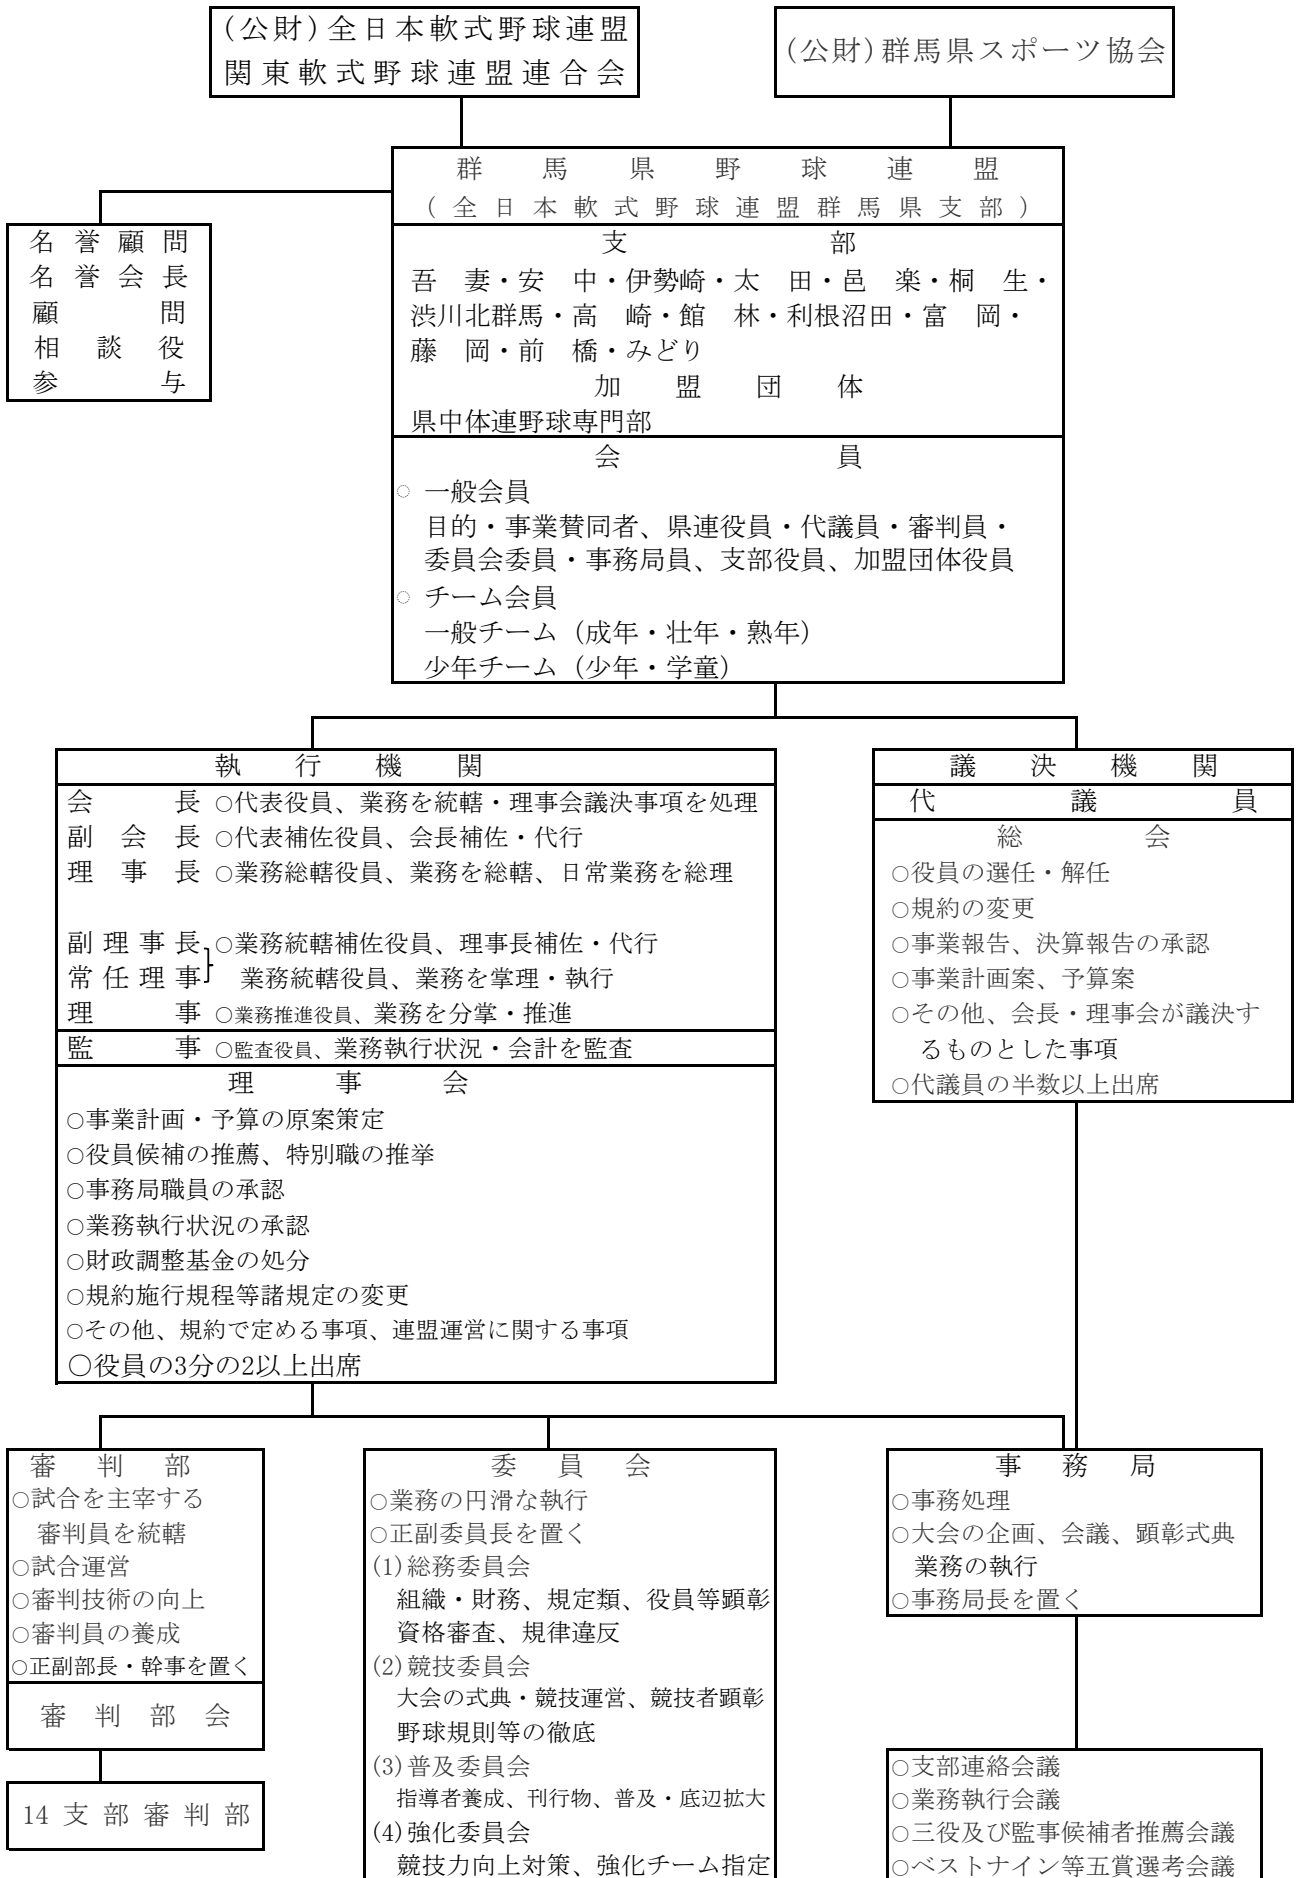 (公財)全日本軟式野球連盟
関東軟式野球連盟連合会
(公財)群馬県スポーツ協会
群馬県野球連盟
(全日本軟式野球連盟群馬県支部)
名誉顧問
名誉会長
顧問
相談役
参与
支部
吾　妻・安　中・伊勢崎・太　田・邑　楽・桐　生・
渋川北群馬・高　崎・館　林・利根沼田・富　岡・
藤　岡・前　橋・みどり
加盟団体
県中体連野球専門部
会員
○ 一般会員
目的・事業賛同者、県連役員・代議員・審判員・
委員会委員・事務局員、支部役員、加盟団体役員
○ チーム会員
一般チーム（成年・壮年・熟年）
少年チーム（少年・学童）
執行機関
会長 ○代表役員、業務を統轄・理事会議決事項を処理
副会長 ○代表補佐役員、会長補佐・代行
理事長 ○業務総轄役員、業務を総轄、日常業務を総理
副理事長 ○業務統轄補佐役員、理事長補佐・代行
常任理事 業務統轄役員、業務を掌理・執行
理事 ○業務推進役員、業務を分掌・推進
監事 ○監査役員、業務執行状況・会計を監査
理事会
○事業計画・予算の原案策定
○役員候補の推薦、特別職の推挙
○事務局職員の承認
○業務執行状況の承認
○財政調整基金の処分
○規約施行規程等諸規定の変更
○その他、規約で定める事項、連盟運営に関する事項
○役員の3分の2以上出席
議決機関
代議員
総会
○役員の選任・解任
○規約の変更
○事業報告、決算報告の承認
○事業計画案、予算案
○その他、会長・理事会が議決す
るものとした事項
○代議員の半数以上出席
審判部
○試合を主宰する
審判員を統轄
○試合運営
○審判技術の向上
○審判員の養成
○正副部長・幹事を置く
審判部会
14支部審判部
委員会
○業務の円滑な執行
○正副委員長を置く
(1)総務委員会
組織・財務、規定類、役員等顕彰
資格審査、規律違反
(2)競技委員会
大会の式典・競技運営、競技者顕彰
野球規則等の徹底
(3)普及委員会
指導者養成、刊行物、普及・底辺拡大
(4)強化委員会
競技力向上対策、強化チーム指定
事務局
○事務処理
○大会の企画、会議、顕彰式典
業務の執行
○事務局長を置く
○支部連絡会議
○業務執行会議
○三役及び監事候補者推薦会議
○ベストナイン等五賞選考会議